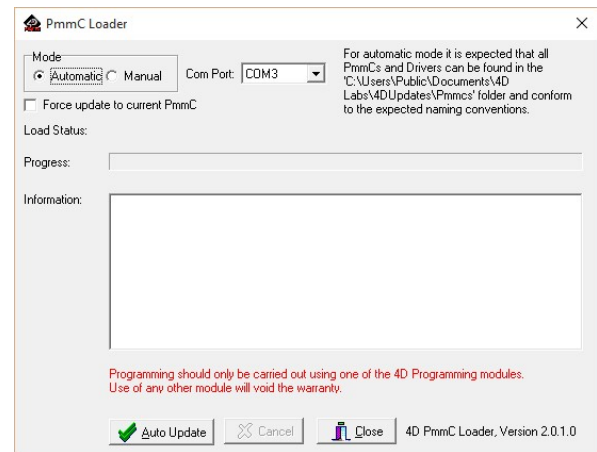 PmmC Loader
Mode
Automatic Manual Com Port: COM3
Force update to current PmmC
For automatic mode it is expected that all
PmmCs and Drivers can be found in the
'C:\Users\Public\Documents\4D
Labs\4DUpdates\Pmmcs' folder and conform
to the expected naming conventions.
Load Status:
Progress:
Information:
Programming should only be carried out using one of the 4D Programming modules.
Use of any other module will void the warranty.
Auto Update Cancel Close 4D PmmC Loader, Version 2.0.1.0